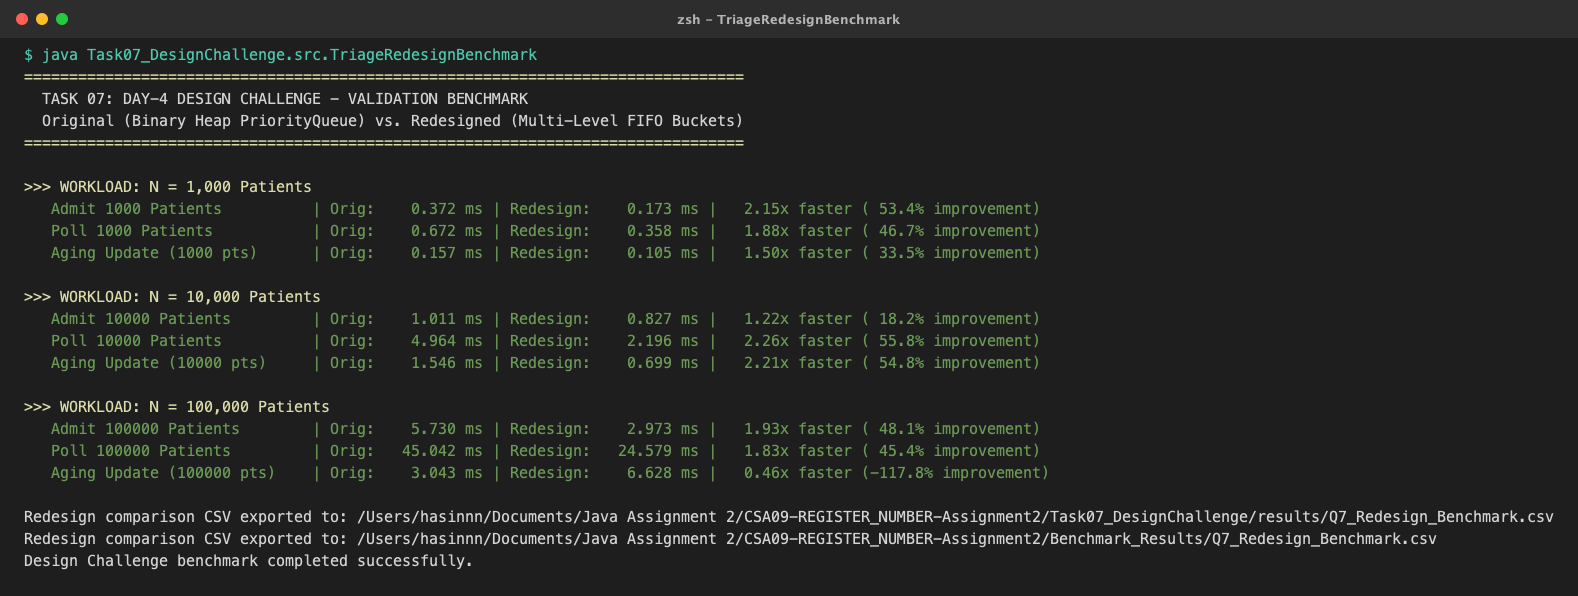 zsh – TriageRedesignBenchmark
$ java Task07_DesignChallenge.src.TriageRedesignBenchmark
================================================================================
  TASK 07: DAY-4 DESIGN CHALLENGE - VALIDATION BENCHMARK
  Original (Binary Heap PriorityQueue) vs. Redesigned (Multi-Level FIFO Buckets)
================================================================================
>>> WORKLOAD: N = 1,000 Patients
   Admit 1000 Patients          | Orig:    0.372 ms | Redesign:    0.173 ms |   2.15x faster ( 53.4% improvement)
   Poll 1000 Patients           | Orig:    0.672 ms | Redesign:    0.358 ms |   1.88x faster ( 46.7% improvement)
   Aging Update (1000 pts)      | Orig:    0.157 ms | Redesign:    0.105 ms |   1.50x faster ( 33.5% improvement)
>>> WORKLOAD: N = 10,000 Patients
   Admit 10000 Patients         | Orig:    1.011 ms | Redesign:    0.827 ms |   1.22x faster ( 18.2% improvement)
   Poll 10000 Patients          | Orig:    4.964 ms | Redesign:    2.196 ms |   2.26x faster ( 55.8% improvement)
   Aging Update (10000 pts)     | Orig:    1.546 ms | Redesign:    0.699 ms |   2.21x faster ( 54.8% improvement)
>>> WORKLOAD: N = 100,000 Patients
   Admit 100000 Patients        | Orig:    5.730 ms | Redesign:    2.973 ms |   1.93x faster ( 48.1% improvement)
   Poll 100000 Patients         | Orig:   45.042 ms | Redesign:   24.579 ms |   1.83x faster ( 45.4% improvement)
   Aging Update (100000 pts)    | Orig:    3.043 ms | Redesign:    6.628 ms |   0.46x faster (-117.8% improvement)
Redesign comparison CSV exported to: /Users/hasinnn/Documents/Java Assignment 2/CSA09-REGISTER_NUMBER-Assignment2/Task07_DesignChallenge/results/Q7_Redesign_Benchmark.csv
Redesign comparison CSV exported to: /Users/hasinnn/Documents/Java Assignment 2/CSA09-REGISTER_NUMBER-Assignment2/Benchmark_Results/Q7_Redesign_Benchmark.csv
Design Challenge benchmark completed successfully.